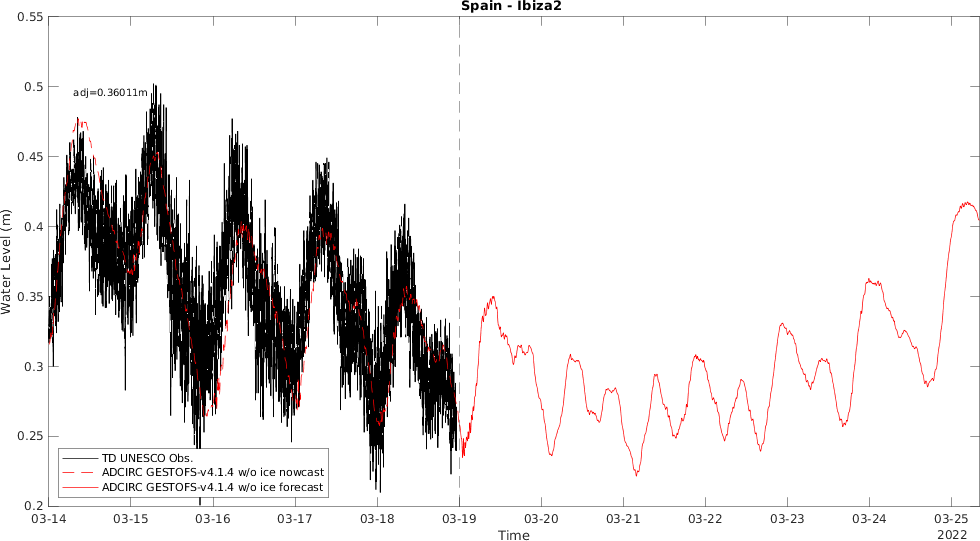 Spain - Ibiza2
0.55
0.5
0.45
0.4
0.35
0.3
0.25
0.2
Water Level (m)
adj=0.36011m
TD UNESCO Obs.
ADCIRC GESTOFS-v4.1.4 w/o ice nowcast
ADCIRC GESTOFS-v4.1.4 w/o ice forecast
03-14 03-15 03-16 03-17 03-18 03-19 03-20 03-21 03-22 03-23 03-24 03-25
Time
2022